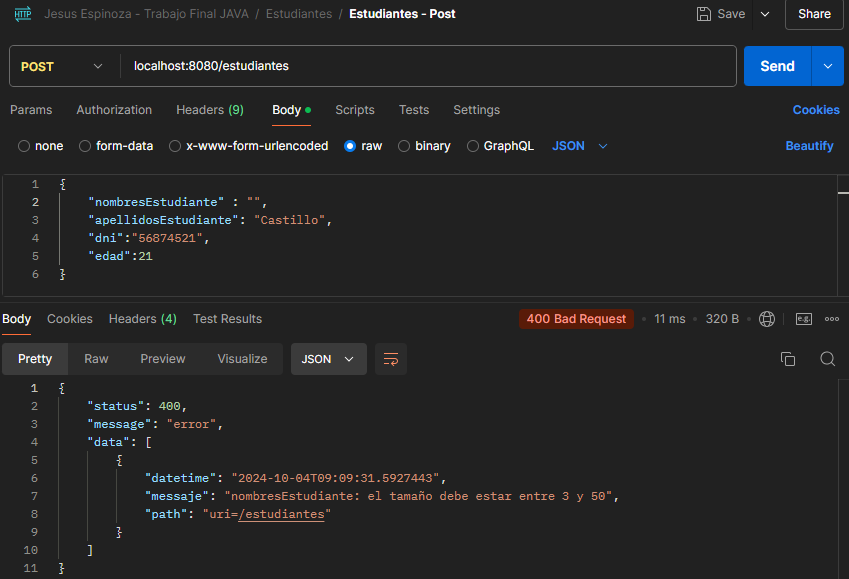 HTTP Jesus Espinoza - Trabajo Final JAVA / Estudiantes / Estudiantes - Post Save Share
POST localhost:8080/estudiantes Send
Params Authorization Headers (9) Body Scripts Tests Settings Cookies
none form-data x-www-form-urlencoded raw binary GraphQL JSON Beautify
1 {
2 "nombresEstudiante" : "",
3 "apellidosEstudiante": "Castillo",
4 "dni":"56874521",
5 "edad":21
6 }
Body Cookies Headers (4) Test Results 400 Bad Request 11 ms 320 B e.g.
Pretty Raw Preview Visualize JSON
1 {
2 "status": 400,
3 "message": "error",
4 "data": [
5 {
6 "datetime": "2024-10-04T09:09:31.5927443",
7 "messaje": "nombresEstudiante: el tamaño debe estar entre 3 y 50",
8 "path": "uri=/estudiantes"
9 }
10 ]
11 }